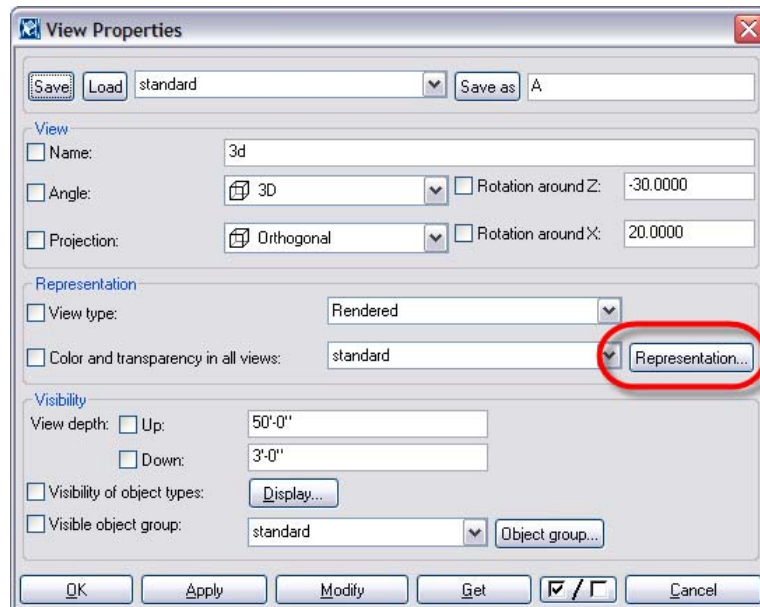 View Properties
Save Load standard Save as A
View
Name: 3d
Angle: 3D Rotation around Z: -30.0000
Projection: Orthogonal Rotation around X: 20.0000
Representation
View type: Rendered
Color and transparency in all views: standard Representation...
Visibility
View depth: Up: 50'-0"
Down: 3'-0"
Visibility of object types: Display...
Visible object group: standard Object group...
OK Apply Modify Get / Cancel